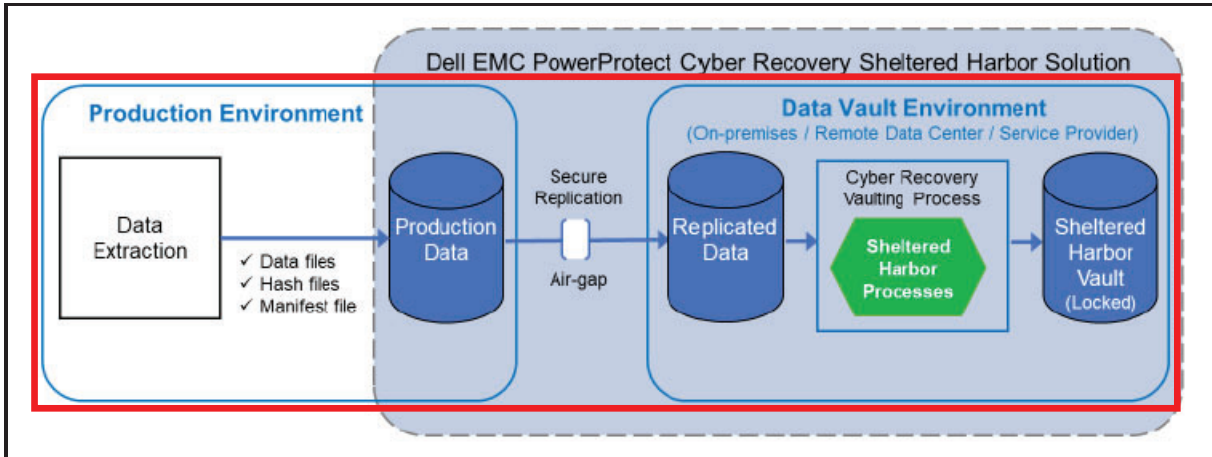 Dell EMC PowerProtect Cyber Recovery Sheltered Harbor Solution
Production Environment
Data
Extraction
✓ Data files
✓ Hash files
✓ Manifest file
Production
Data
Secure
Replication
Air-gap
Data Vault Environment
(On-premises / Remote Data Center / Service Provider)
Replicated
Data
Cyber Recovery
Vaulting Process
Sheltered
Harbor
Processes
Sheltered
Harbor
Vault
(Locked)